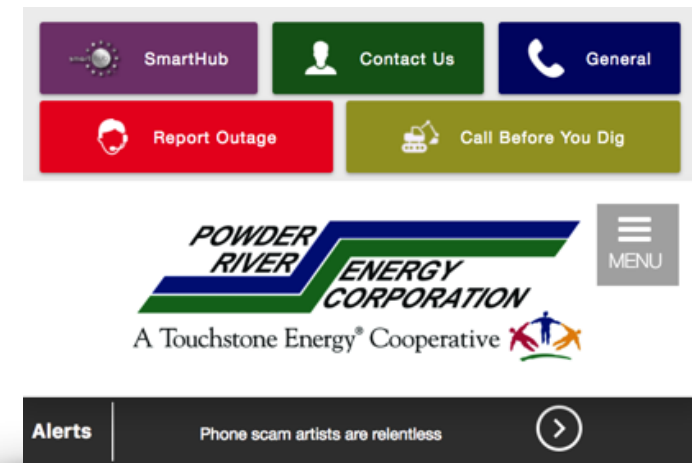 SmartHub
Contact Us
General
Report Outage
Call Before You Dig
POWDER
RIVER
ENERGY
CORPORATION
MENU
A Touchstone Energy® Cooperative
Alerts
Phone scam artists are relentless